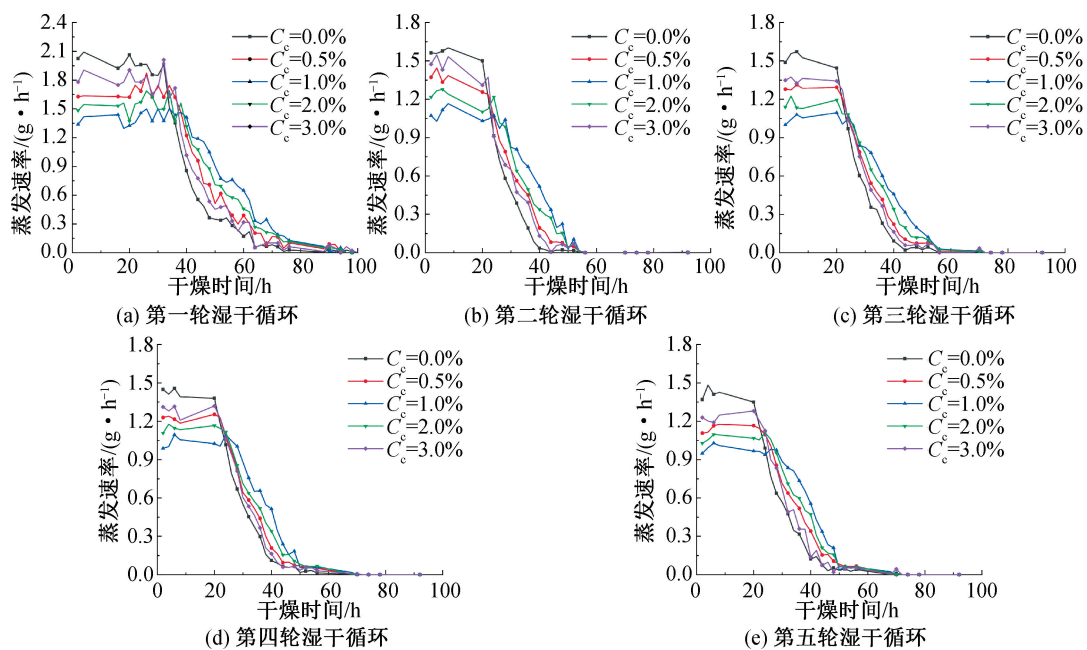 2.4
2.1
1.8
1.5
1.2
0.9
0.6
0.3
0.0
0 20 40 60 80 100
蒸发速率/(g·h⁻¹)
干燥时间/h
Cc=0.0%
Cc=0.5%
Cc=1.0%
Cc=2.0%
Cc=3.0%
(a) 第一轮湿干循环
1.8
1.5
1.2
0.9
0.6
0.3
0.0
0 20 40 60 80 100
蒸发速率/(g·h⁻¹)
干燥时间/h
Cc=0.0%
Cc=0.5%
Cc=1.0%
Cc=2.0%
Cc=3.0%
(b) 第二轮湿干循环
1.8
1.5
1.2
0.9
0.6
0.3
0.0
0 20 40 60 80 100
蒸发速率/(g·h⁻¹)
干燥时间/h
Cc=0.0%
Cc=0.5%
Cc=1.0%
Cc=2.0%
Cc=3.0%
(c) 第三轮湿干循环
1.8
1.5
1.2
0.9
0.6
0.3
0.0
0 20 40 60 80 100
蒸发速率/(g·h⁻¹)
干燥时间/h
Cc=0.0%
Cc=0.5%
Cc=1.0%
Cc=2.0%
Cc=3.0%
(d) 第四轮湿干循环
1.8
1.5
1.2
0.9
0.6
0.3
0.0
0 20 40 60 80 100
蒸发速率/(g·h⁻¹)
干燥时间/h
Cc=0.0%
Cc=0.5%
Cc=1.0%
Cc=2.0%
Cc=3.0%
(e) 第五轮湿干循环